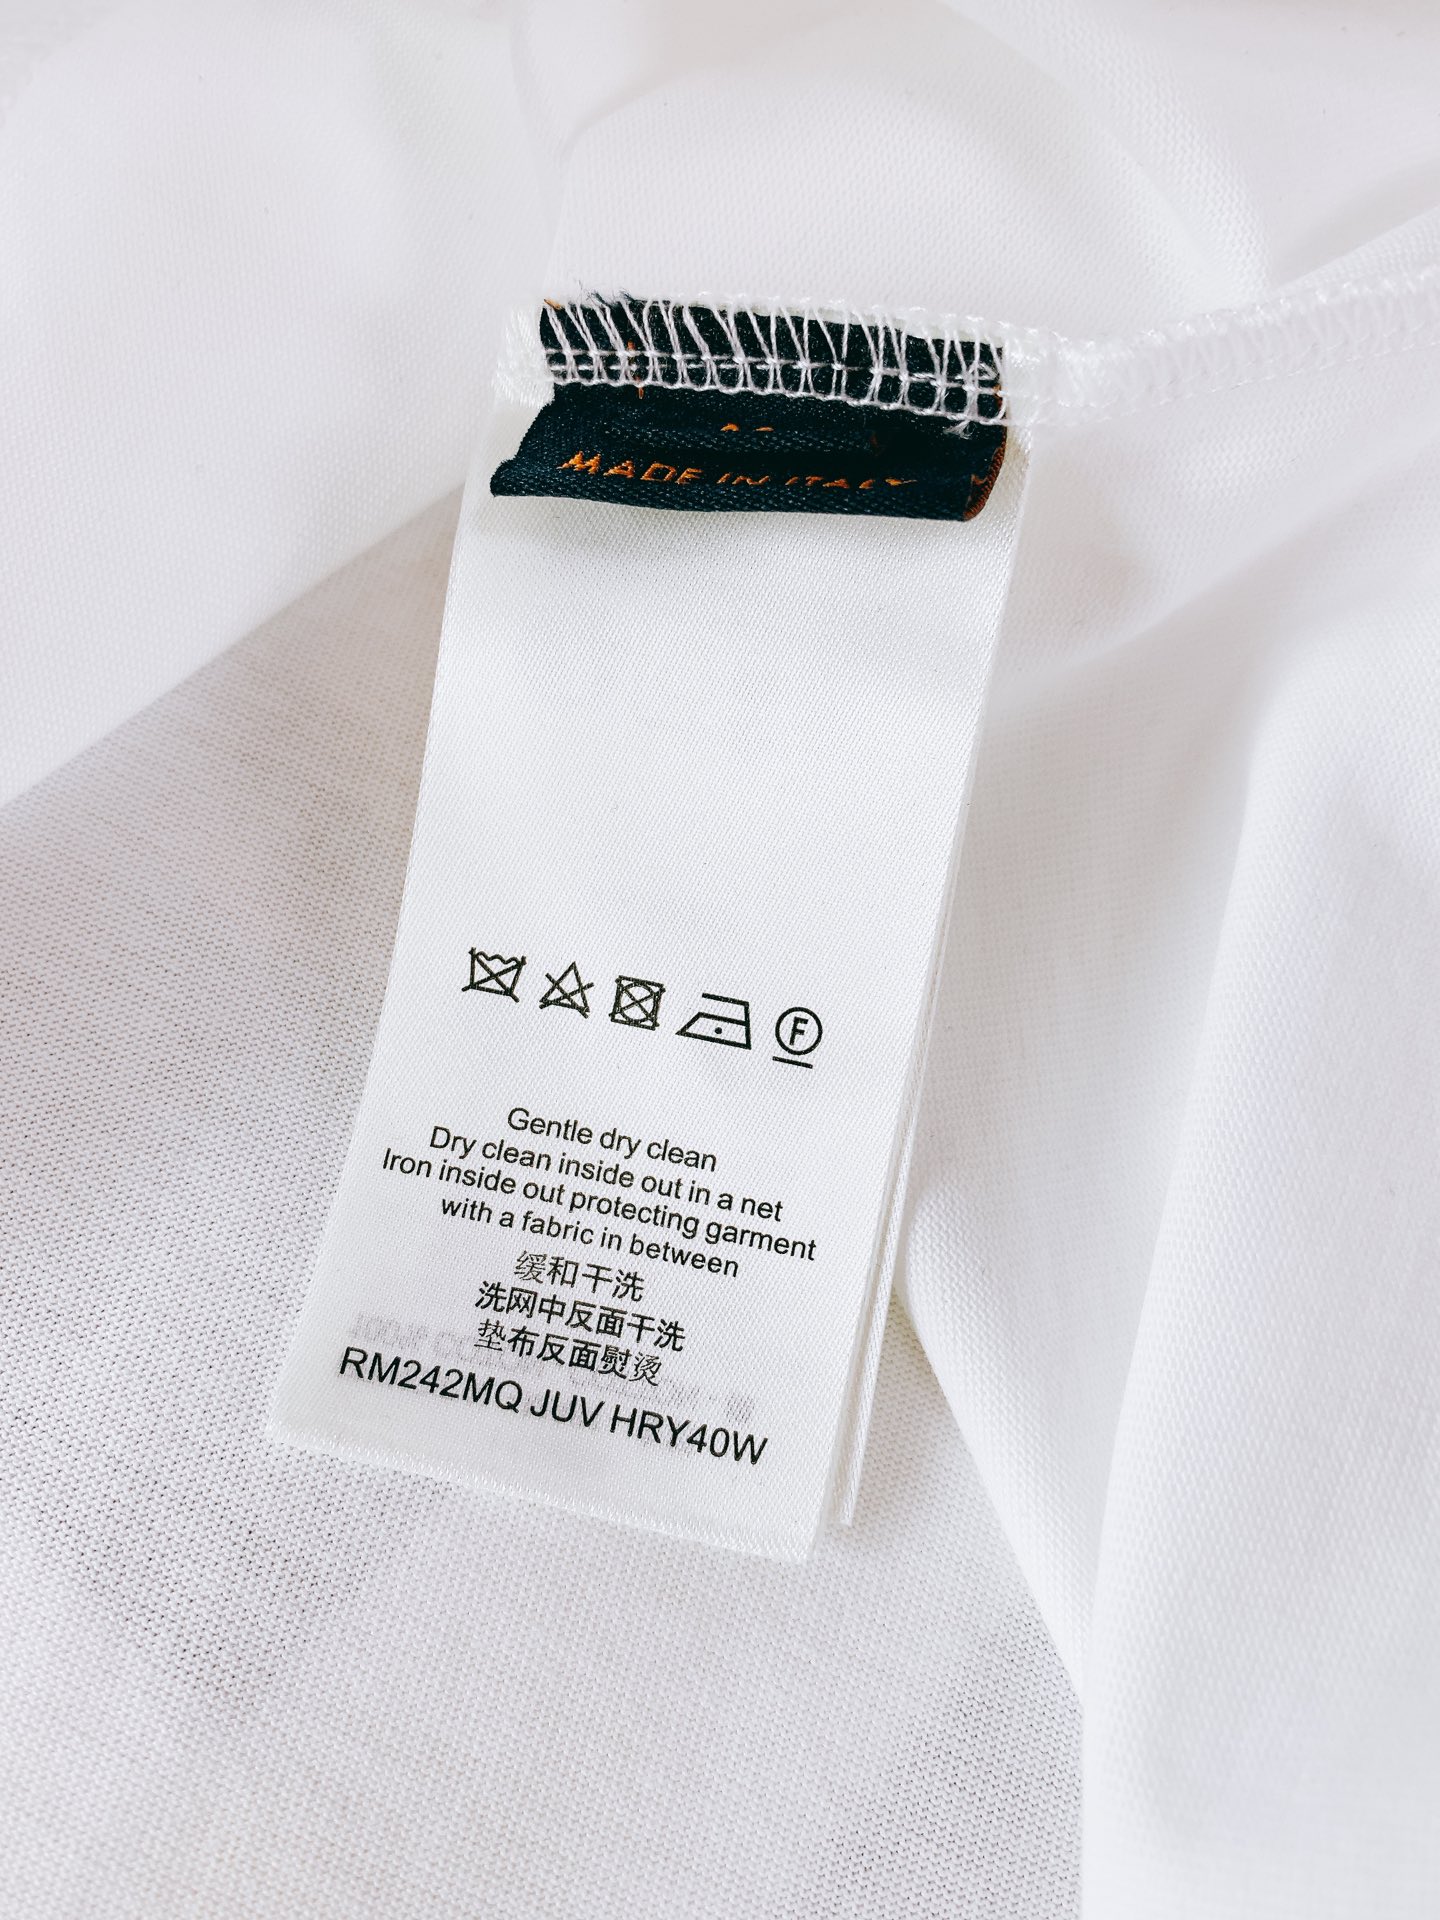 MADE IN ITALY
F
Gentle dry clean
Dry clean inside out in a net
Iron inside out protecting garment
with a fabric in between
缓和干洗
洗网中反面干洗
垫布反面熨烫
RM242MQ JUV HRY40W